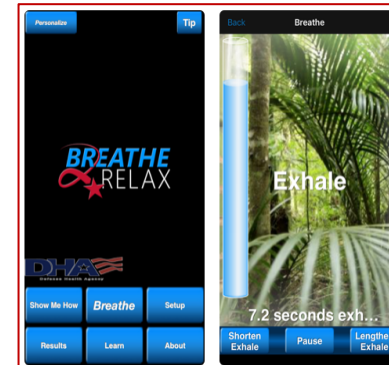 Personalize
Tip
BREATHE
RELAX
DHA
Defense Health Agency
Show Me How
Breathe
Setup
Results
Learn
About
Back
Breathe
Exhale
7.2 seconds exh...
Shorten
Exhale
Pause
Lengthe
Exhale